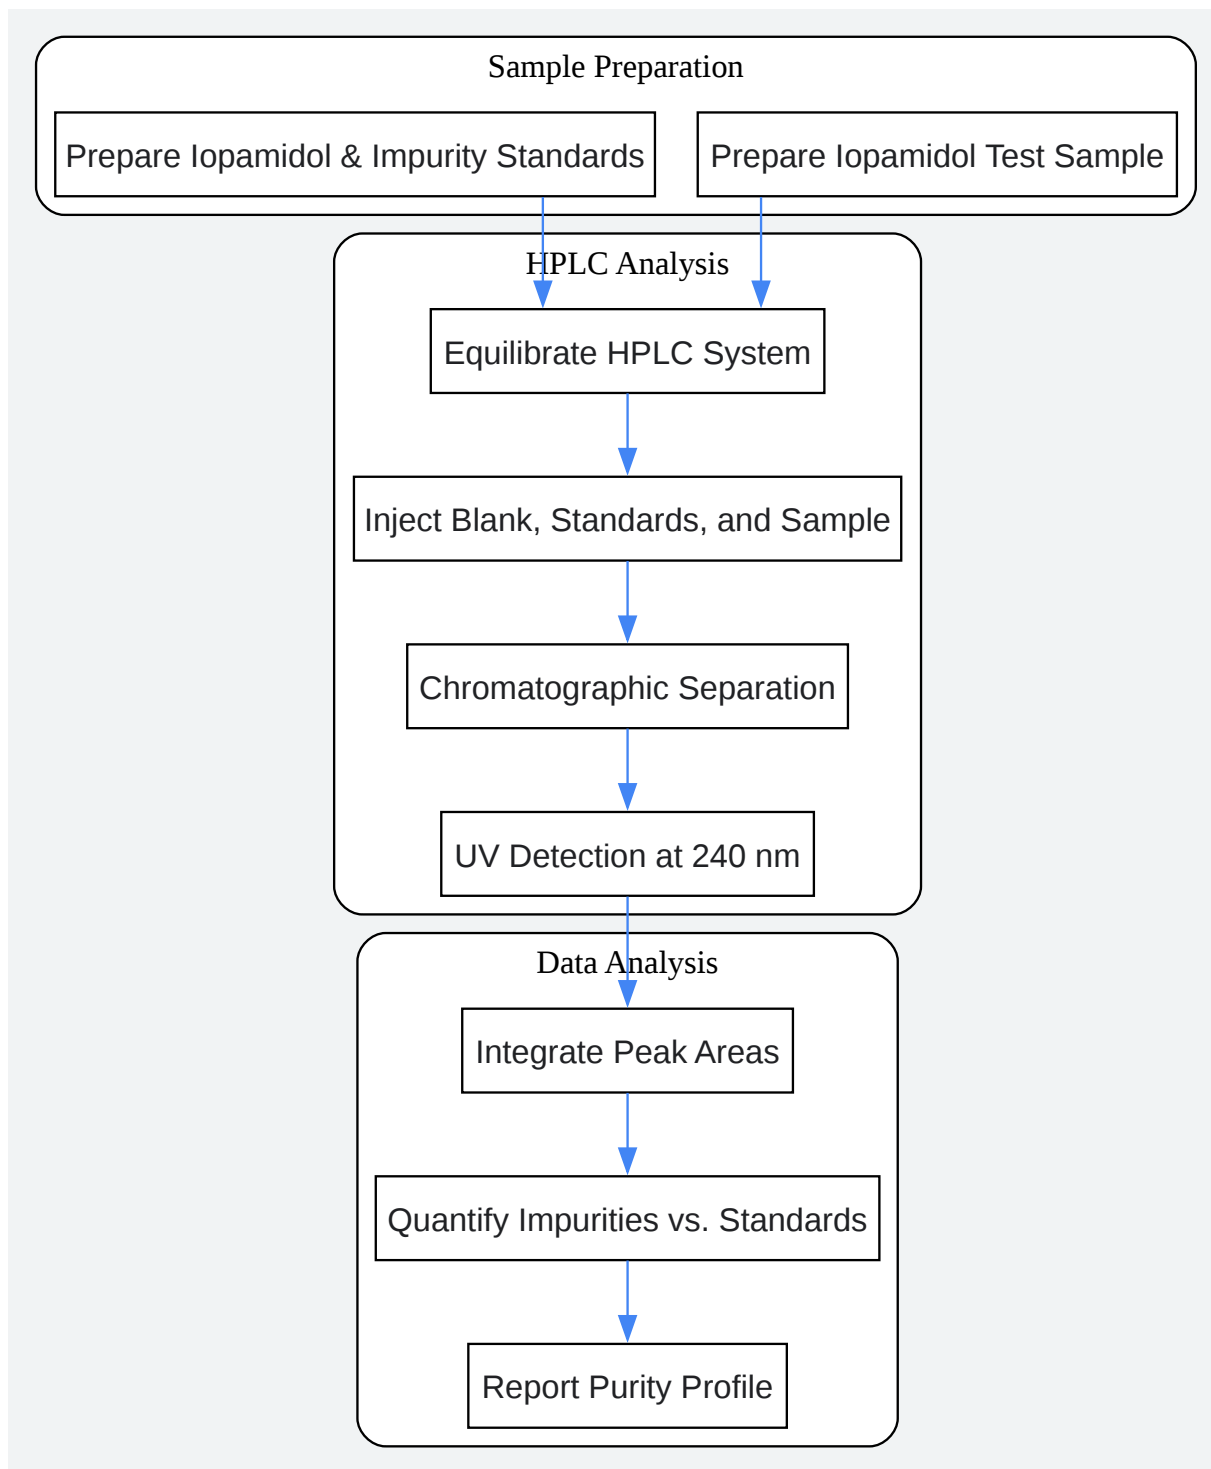 Sample Preparation
Prepare Iopamidol & Impurity Standards
Prepare Iopamidol Test Sample
HPLC Analysis
Equilibrate HPLC System
Inject Blank, Standards, and Sample
Chromatographic Separation
UV Detection at 240 nm
Data Analysis
Integrate Peak Areas
Quantify Impurities vs. Standards
Report Purity Profile